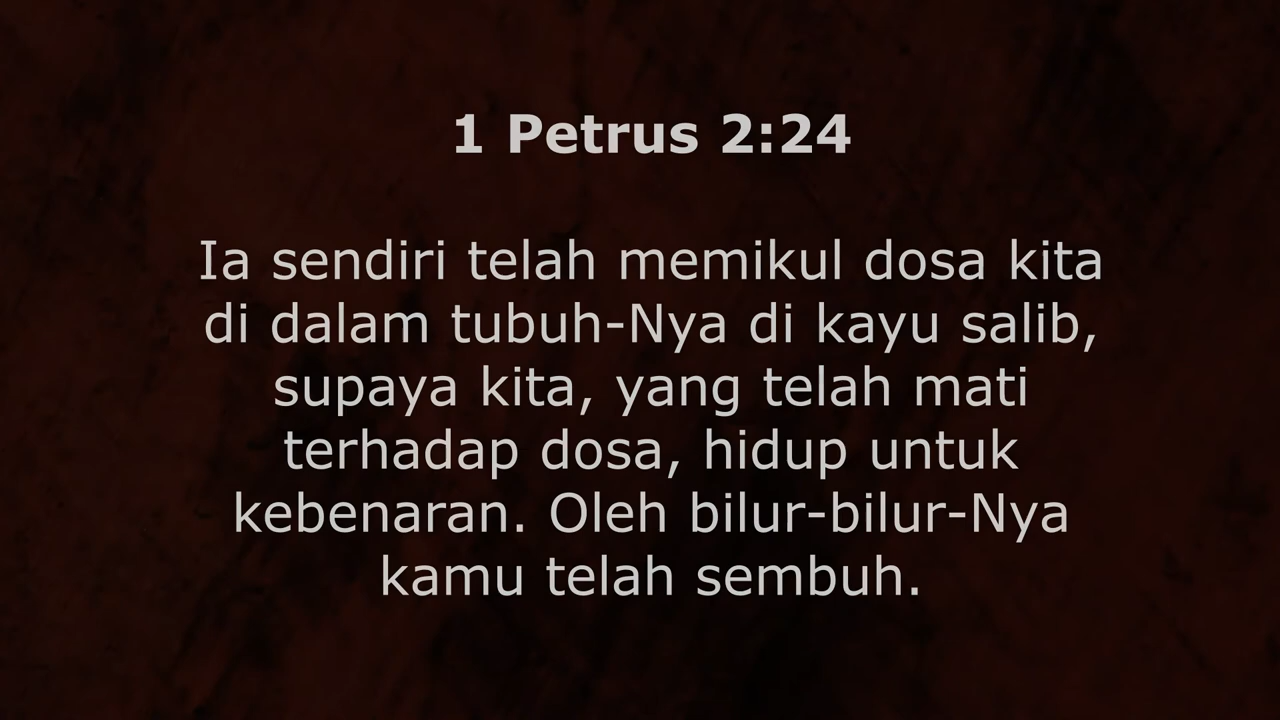 1 Petrus 2:24
Ia sendiri telah memikul dosa kita
di dalam tubuh-Nya di kayu salib,
supaya kita, yang telah mati
terhadap dosa, hidup untuk
kebenaran. Oleh bilur-bilur-Nya
kamu telah sembuh.